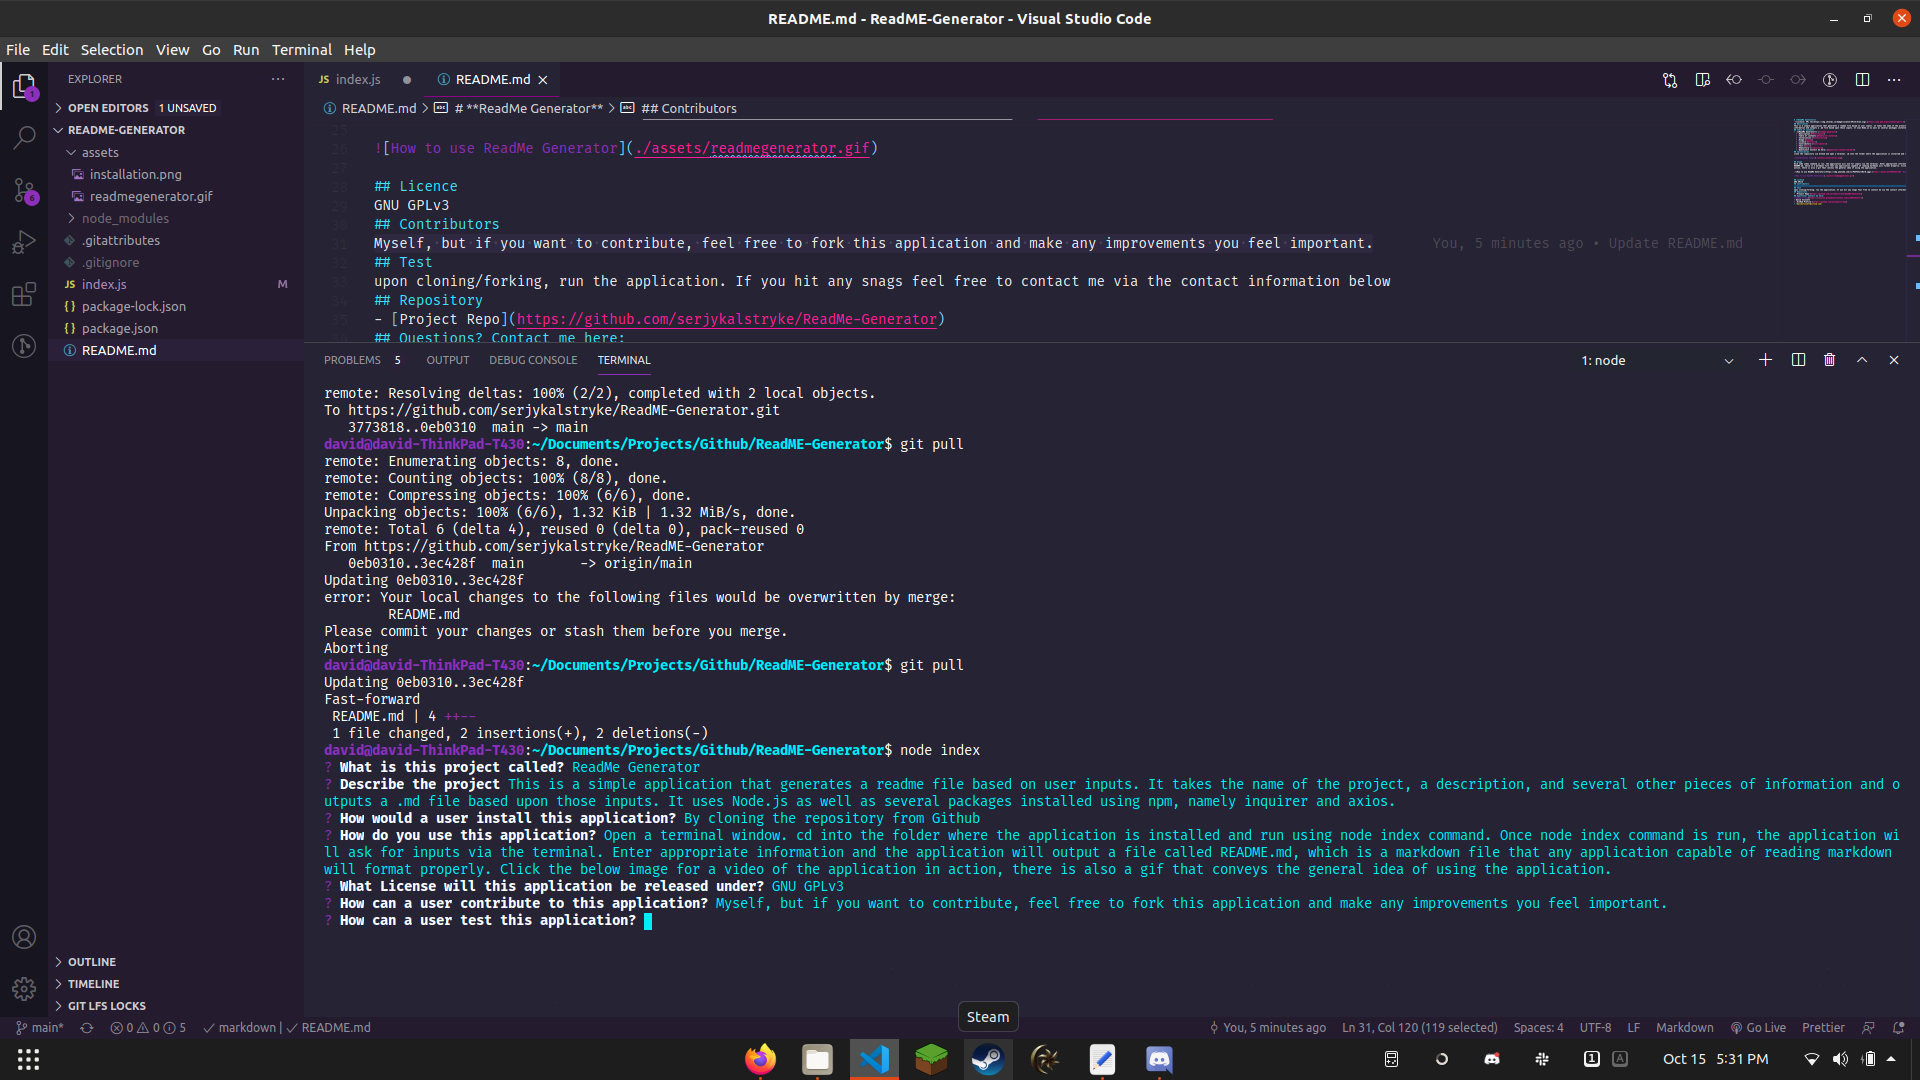 README.md - ReadME-Generator - Visual Studio Code
File Edit Selection View Go Run Terminal Help
EXPLORER
OPEN EDITORS 1 UNSAVED
README-GENERATOR
assets
installation.png
readmegenerator.gif
node_modules
.gitattributes
.gitignore
JS index.js M
{} package-lock.json
{} package.json
README.md
OUTLINE
TIMELINE
GIT LFS LOCKS
1
6
JS index.js
README.md
README.md > # **ReadMe Generator** > ## Contributors
![How to use ReadMe Generator](./assets/readmegenerator.gif)
## Licence
GNU GPLv3
## Contributors
Myself, but if you want to contribute, feel free to fork this application and make any improvements you feel important. You, 5 minutes ago • Update README.md
## Test
upon cloning/forking, run the application. If you hit any snags feel free to contact me via the contact information below
## Repository
- [Project Repo](https://github.com/serjykalstryke/ReadMe-Generator)
## Questions? Contact me here:
PROBLEMS 5 OUTPUT DEBUG CONSOLE TERMINAL 1: node
remote: Resolving deltas: 100% (2/2), completed with 2 local objects.
To https://github.com/serjykalstryke/ReadME-Generator.git
3773818..0eb0310 main -> main
david@david-ThinkPad-T430:~/Documents/Projects/Github/ReadME-Generator$ git pull
remote: Enumerating objects: 8, done.
remote: Counting objects: 100% (8/8), done.
remote: Compressing objects: 100% (6/6), done.
Unpacking objects: 100% (6/6), 1.32 KiB | 1.32 MiB/s, done.
remote: Total 6 (delta 4), reused 0 (delta 0), pack-reused 0
From https://github.com/serjykalstryke/ReadME-Generator
0eb0310..3ec428f main -> origin/main
Updating 0eb0310..3ec428f
error: Your local changes to the following files would be overwritten by merge:
README.md
Please commit your changes or stash them before you merge.
Aborting
david@david-ThinkPad-T430:~/Documents/Projects/Github/ReadME-Generator$ git pull
Updating 0eb0310..3ec428f
Fast-forward
README.md | 4 ++--
1 file changed, 2 insertions(+), 2 deletions(-)
david@david-ThinkPad-T430:~/Documents/Projects/Github/ReadME-Generator$ node index
? What is this project called? ReadMe Generator
? Describe the project This is a simple application that generates a readme file based on user inputs. It takes the name of the project, a description, and several other pieces of information and o
utputs a .md file based upon those inputs. It uses Node.js as well as several packages installed using npm, namely inquirer and axios.
? How would a user install this application? By cloning the repository from Github
? How do you use this application? Open a terminal window. cd into the folder where the application is installed and run using node index command. Once node index command is run, the application wi
ll ask for inputs via the terminal. Enter appropriate information and the application will output a file called README.md, which is a markdown file that any application capable of reading markdown
will format properly. Click the below image for a video of the application in action, there is also a gif that conveys the general idea of using the application.
? What License will this application be released under? GNU GPLv3
? How can a user contribute to this application? Myself, but if you want to contribute, feel free to fork this application and make any improvements you feel important.
? How can a user test this application?
Steam
main* 0 0 5 markdown | README.md You, 5 minutes ago Ln 31, Col 120 (119 selected) Spaces: 4 UTF-8 LF Markdown Go Live Prettier
1 A Oct 15 5:31 PM